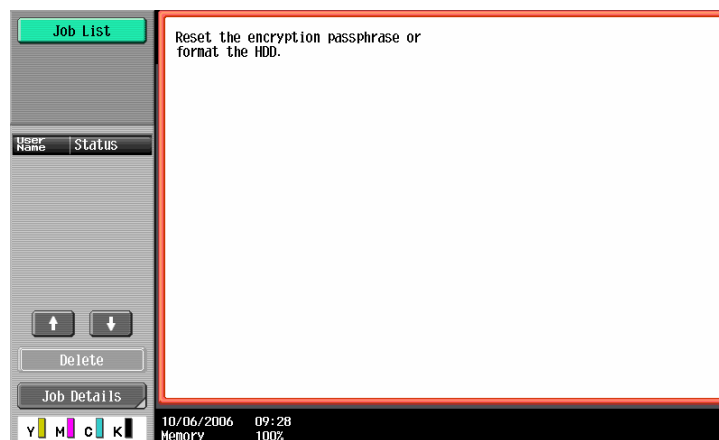 Job List
Reset the encryption passphrase or
format the HDD.
User
Name
Status
Delete
Job Details
Y M C K
10/06/2006 09:28
Memory 100%